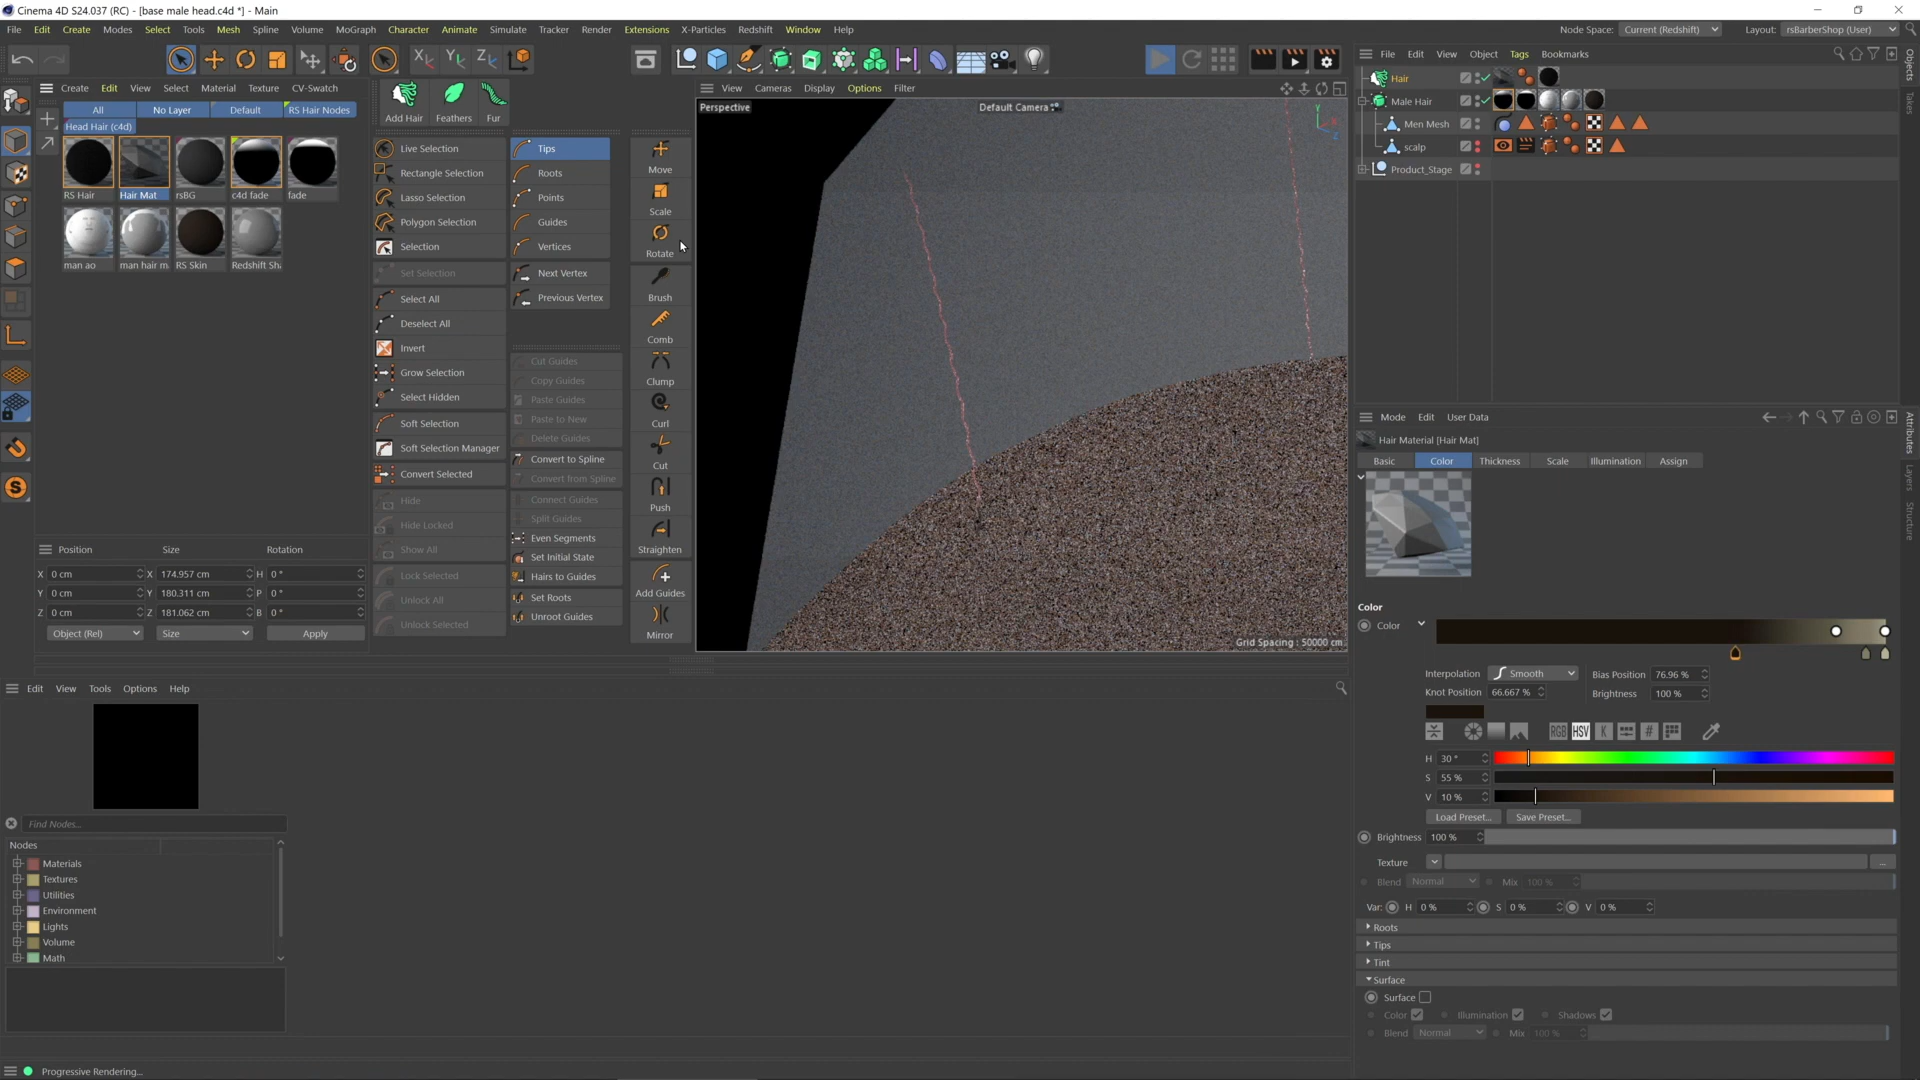 Cinema 4D S24.037 (RC) - [base male head.c4d *] - Main
File Edit Create Modes Select Tools Mesh Spline Volume MoGraph Character Animate Simulate Tracker Render Extensions X-Particles Redshift Window Help
Node Space: Current (Redshift) Layout: rsBarberShop (User)
Create Edit View Select Material Texture CV-Swatch
All No Layer Default RS Hair Nodes
Head Hair (c4d)
RS Hair Hair Mat rsBG c4d fade fade
man ao man hair m RS Skin Redshift Sha
Position Size Rotation
X 0 cm X 174.957 cm H 0 °
Y 0 cm Y 180.311 cm P 0 °
Z 0 cm Z 181.062 cm B 0 °
Object (Rel) Size Apply
Add Hair Feathers Fur
Live Selection
Rectangle Selection
Lasso Selection
Polygon Selection
Selection
Set Selection
Select All
Deselect All
Invert
Grow Selection
Select Hidden
Soft Selection
Soft Selection Manager
Convert Selected
Hide
Hide Locked
Show All
Lock Selected
Unlock All
Unlock Selected
Tips
Roots
Points
Guides
Vertices
Next Vertex
Previous Vertex
Cut Guides
Copy Guides
Paste Guides
Paste to New
Delete Guides
Convert to Spline
Convert from Spline
Connect Guides
Split Guides
Even Segments
Set Initial State
Hairs to Guides
Set Roots
Unroot Guides
Move
Scale
Rotate
Brush
Comb
Clump
Curl
Cut
Push
Straighten
Add Guides
Mirror
View Cameras Display Options Filter
Perspective
Default Camera
Y
X
Z
Grid Spacing : 50000 cm
File Edit View Object Tags Bookmarks
Hair
Male Hair
Men Mesh
scalp
Product_Stage
Objects
Takes
Mode Edit User Data
Attributes
Layers
Structure
Hair Material [Hair Mat]
Basic Color Thickness Scale Illumination Assign
Color
Color
Interpolation Smooth Bias Position 76.96 %
Knot Position 66.667 % Brightness 100 %
RGB HSV K #
H 30 °
S 55 %
V 10 %
Load Preset... Save Preset...
Brightness 100 %
Texture ...
Blend Normal Mix 100 %
Var: H 0 % S 0 % V 0 %
Roots
Tips
Tint
Surface
Surface
Color Illumination Shadows
Blend Normal Mix 100 %
Edit View Tools Options Help
Find Nodes...
Nodes
Materials
Textures
Utilities
Environment
Lights
Volume
Math
Progressive Rendering...